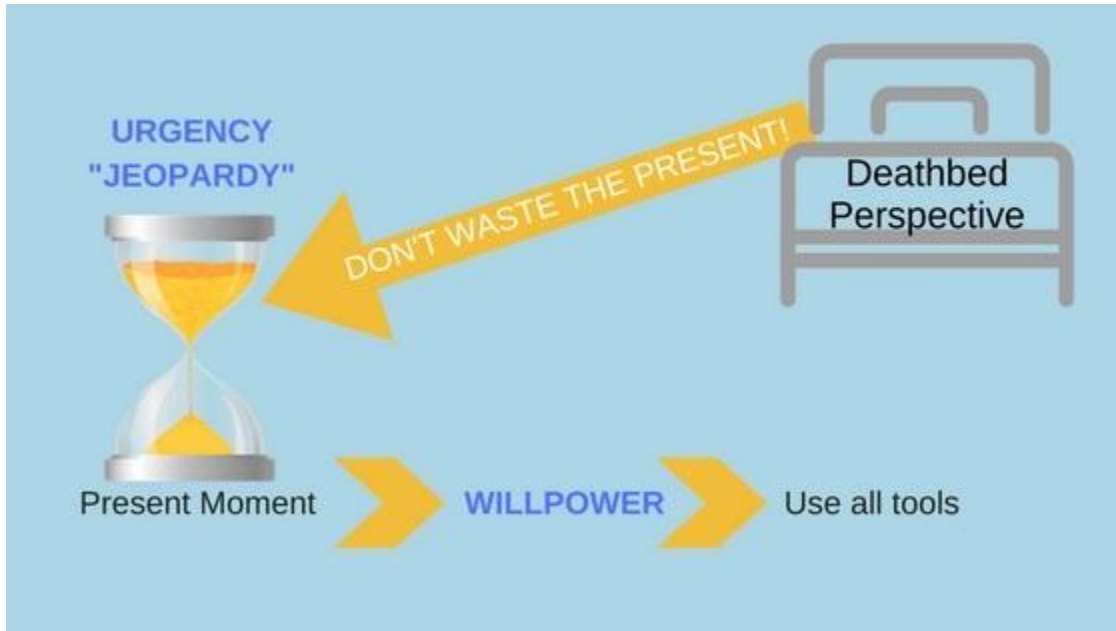 URGENCY
"JEOPARDY"
DON'T WASTE THE PRESENT!
Deathbed
Perspective
Present Moment
WILLPOWER
Use all tools